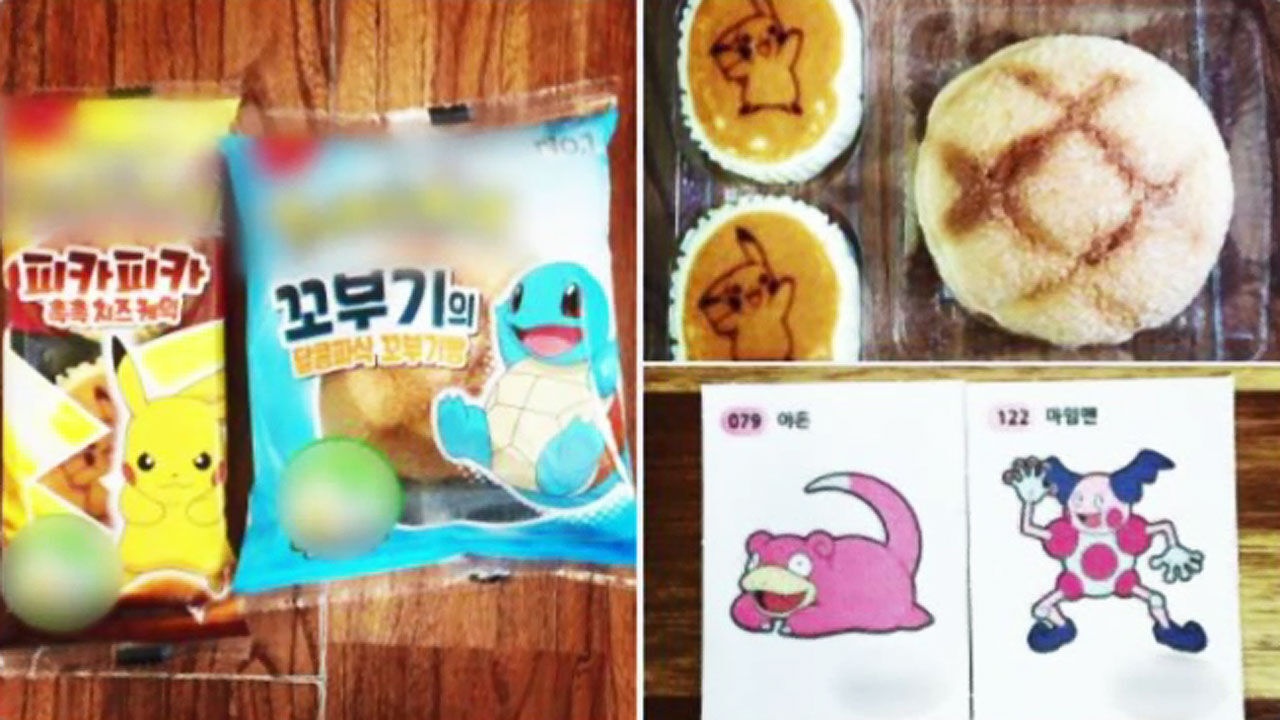 피카피카
촉촉 치즈 케익
꼬부기의
달콤파삭 꼬부기빵
079 야돈
122 마임맨